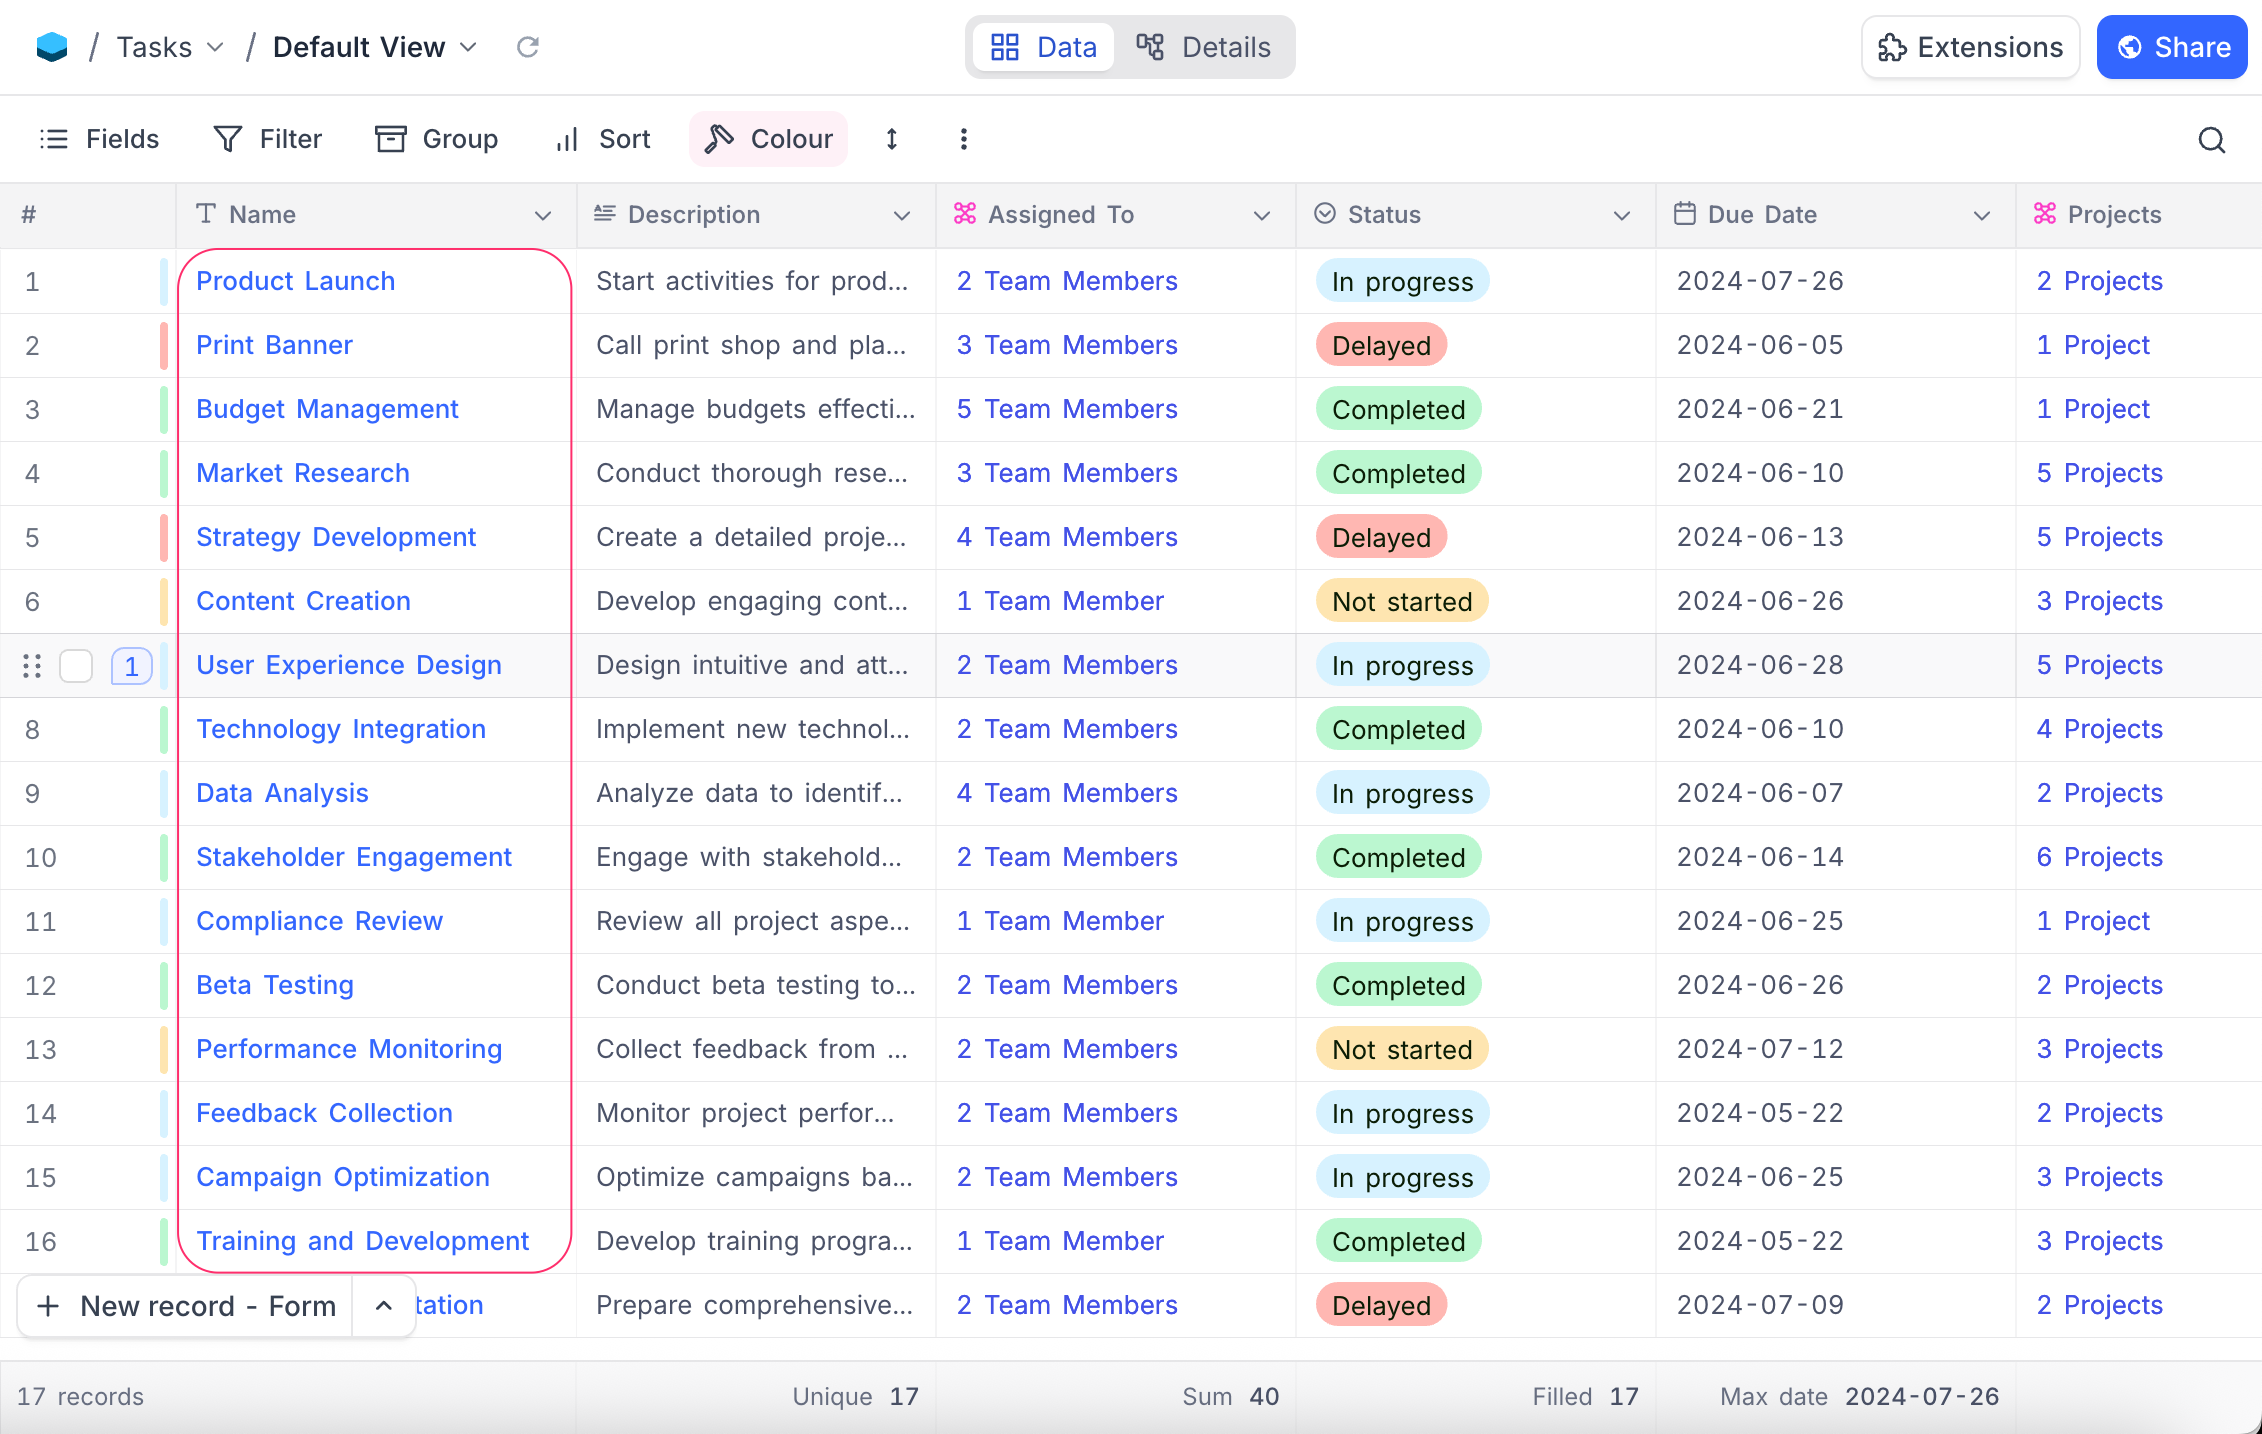 / Tasks / Default View Data Details Extensions Share
Fields Filter Group Sort Colour
# Name Description Assigned To Status Due Date Projects
1 Product Launch Start activities for prod... 2 Team Members In progress 2024-07-26 2 Projects
2 Print Banner Call print shop and pla... 3 Team Members Delayed 2024-06-05 1 Project
3 Budget Management Manage budgets effecti... 5 Team Members Completed 2024-06-21 1 Project
4 Market Research Conduct thorough rese... 3 Team Members Completed 2024-06-10 5 Projects
5 Strategy Development Create a detailed proje... 4 Team Members Delayed 2024-06-13 5 Projects
6 Content Creation Develop engaging cont... 1 Team Member Not started 2024-06-26 3 Projects
1 User Experience Design Design intuitive and att... 2 Team Members In progress 2024-06-28 5 Projects
8 Technology Integration Implement new technol... 2 Team Members Completed 2024-06-10 4 Projects
9 Data Analysis Analyze data to identif... 4 Team Members In progress 2024-06-07 2 Projects
10 Stakeholder Engagement Engage with stakehold... 2 Team Members Completed 2024-06-14 6 Projects
11 Compliance Review Review all project aspe... 1 Team Member In progress 2024-06-25 1 Project
12 Beta Testing Conduct beta testing to... 2 Team Members Completed 2024-06-26 2 Projects
13 Performance Monitoring Collect feedback from ... 2 Team Members Not started 2024-07-12 3 Projects
14 Feedback Collection Monitor project perfor... 2 Team Members In progress 2024-05-22 2 Projects
15 Campaign Optimization Optimize campaigns ba... 2 Team Members In progress 2024-06-25 3 Projects
16 Training and Development Develop training progra... 1 Team Member Completed 2024-05-22 3 Projects
+ New record - Form tation Prepare comprehensive... 2 Team Members Delayed 2024-07-09 2 Projects
17 records Unique 17 Sum 40 Filled 17 Max date 2024-07-26